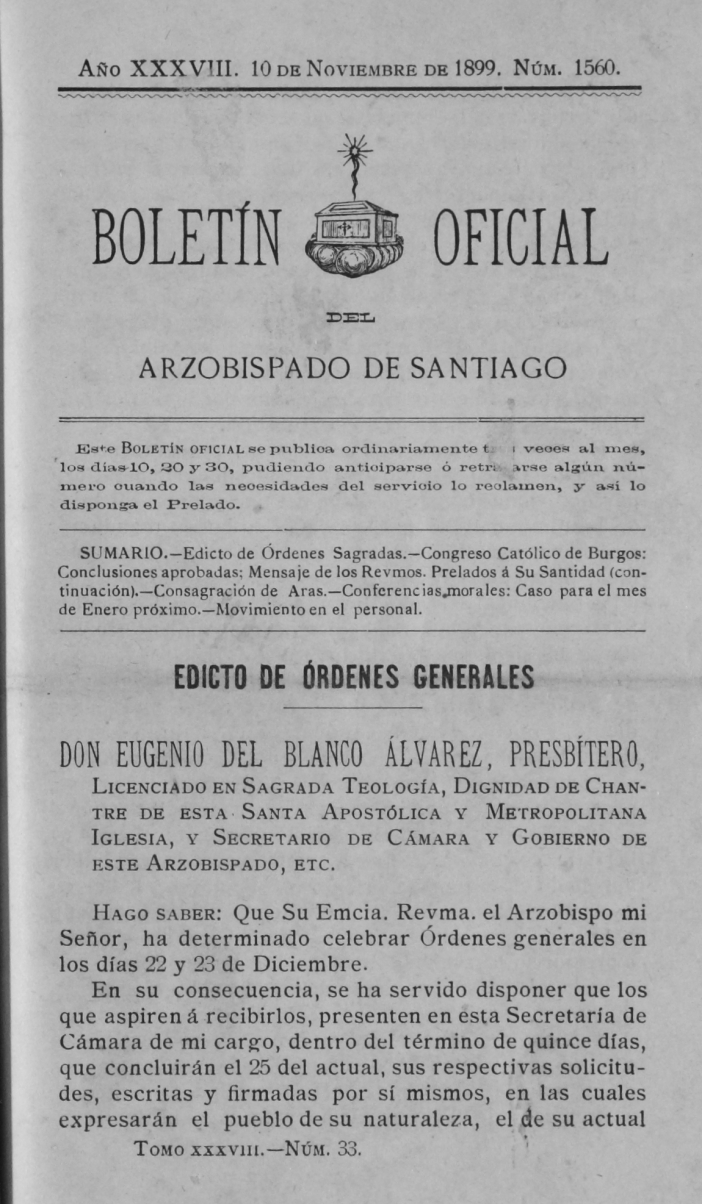 Año XXXVIII. 10 de Noviembre de 1899. Núm. 1560.
BOLETÍN OFICIAL
DEL
ARZOBISPADO DE SANTIAGO
Este Boletín oficial se publica ordinariamente veces al mes,
los días 10, 20 y 30, pudiendo anticiparse ó retrasarse algún nú-
mero cuando las necesidades del servicio lo reclamen, y así lo
disponga el Prelado.
SUMARIO.—Edicto de Órdenes Sagradas.—Congreso Católico de Burgos:
Conclusiones aprobadas; Mensaje de los Revmos. Prelados á Su Santidad (con-
tinuación).—Consagración de Aras.—Conferencias morales: Caso para el mes
de Enero próximo.—Movimiento en el personal.
EDICTO DE ÓRDENES GENERALES
DON EUGENIO DEL BLANCO ÁLVAREZ, PRESBÍTERO,
Licenciado en Sagrada Teología, Dignidad de Chan-
tre de esta Santa Apostólica y Metropolitana
Iglesia, y Secretario de Cámara y Gobierno de
este Arzobispado, etc.
Hago saber: Que Su Emcia. Revma. el Arzobispo mi
Señor, ha determinado celebrar Órdenes generales en
los días 22 y 23 de Diciembre.
En su consecuencia, se ha servido disponer que los
que aspiren á recibirlos, presenten en esta Secretaría de
Cámara de mi cargo, dentro del término de quince días,
que concluirán el 25 del actual, sus respectivas solicitu-
des, escritas y firmadas por sí mismos, en las cuales
expresarán el pueblo de su naturaleza, el de su actual
Tomo xxxviii.—Núm. 33.